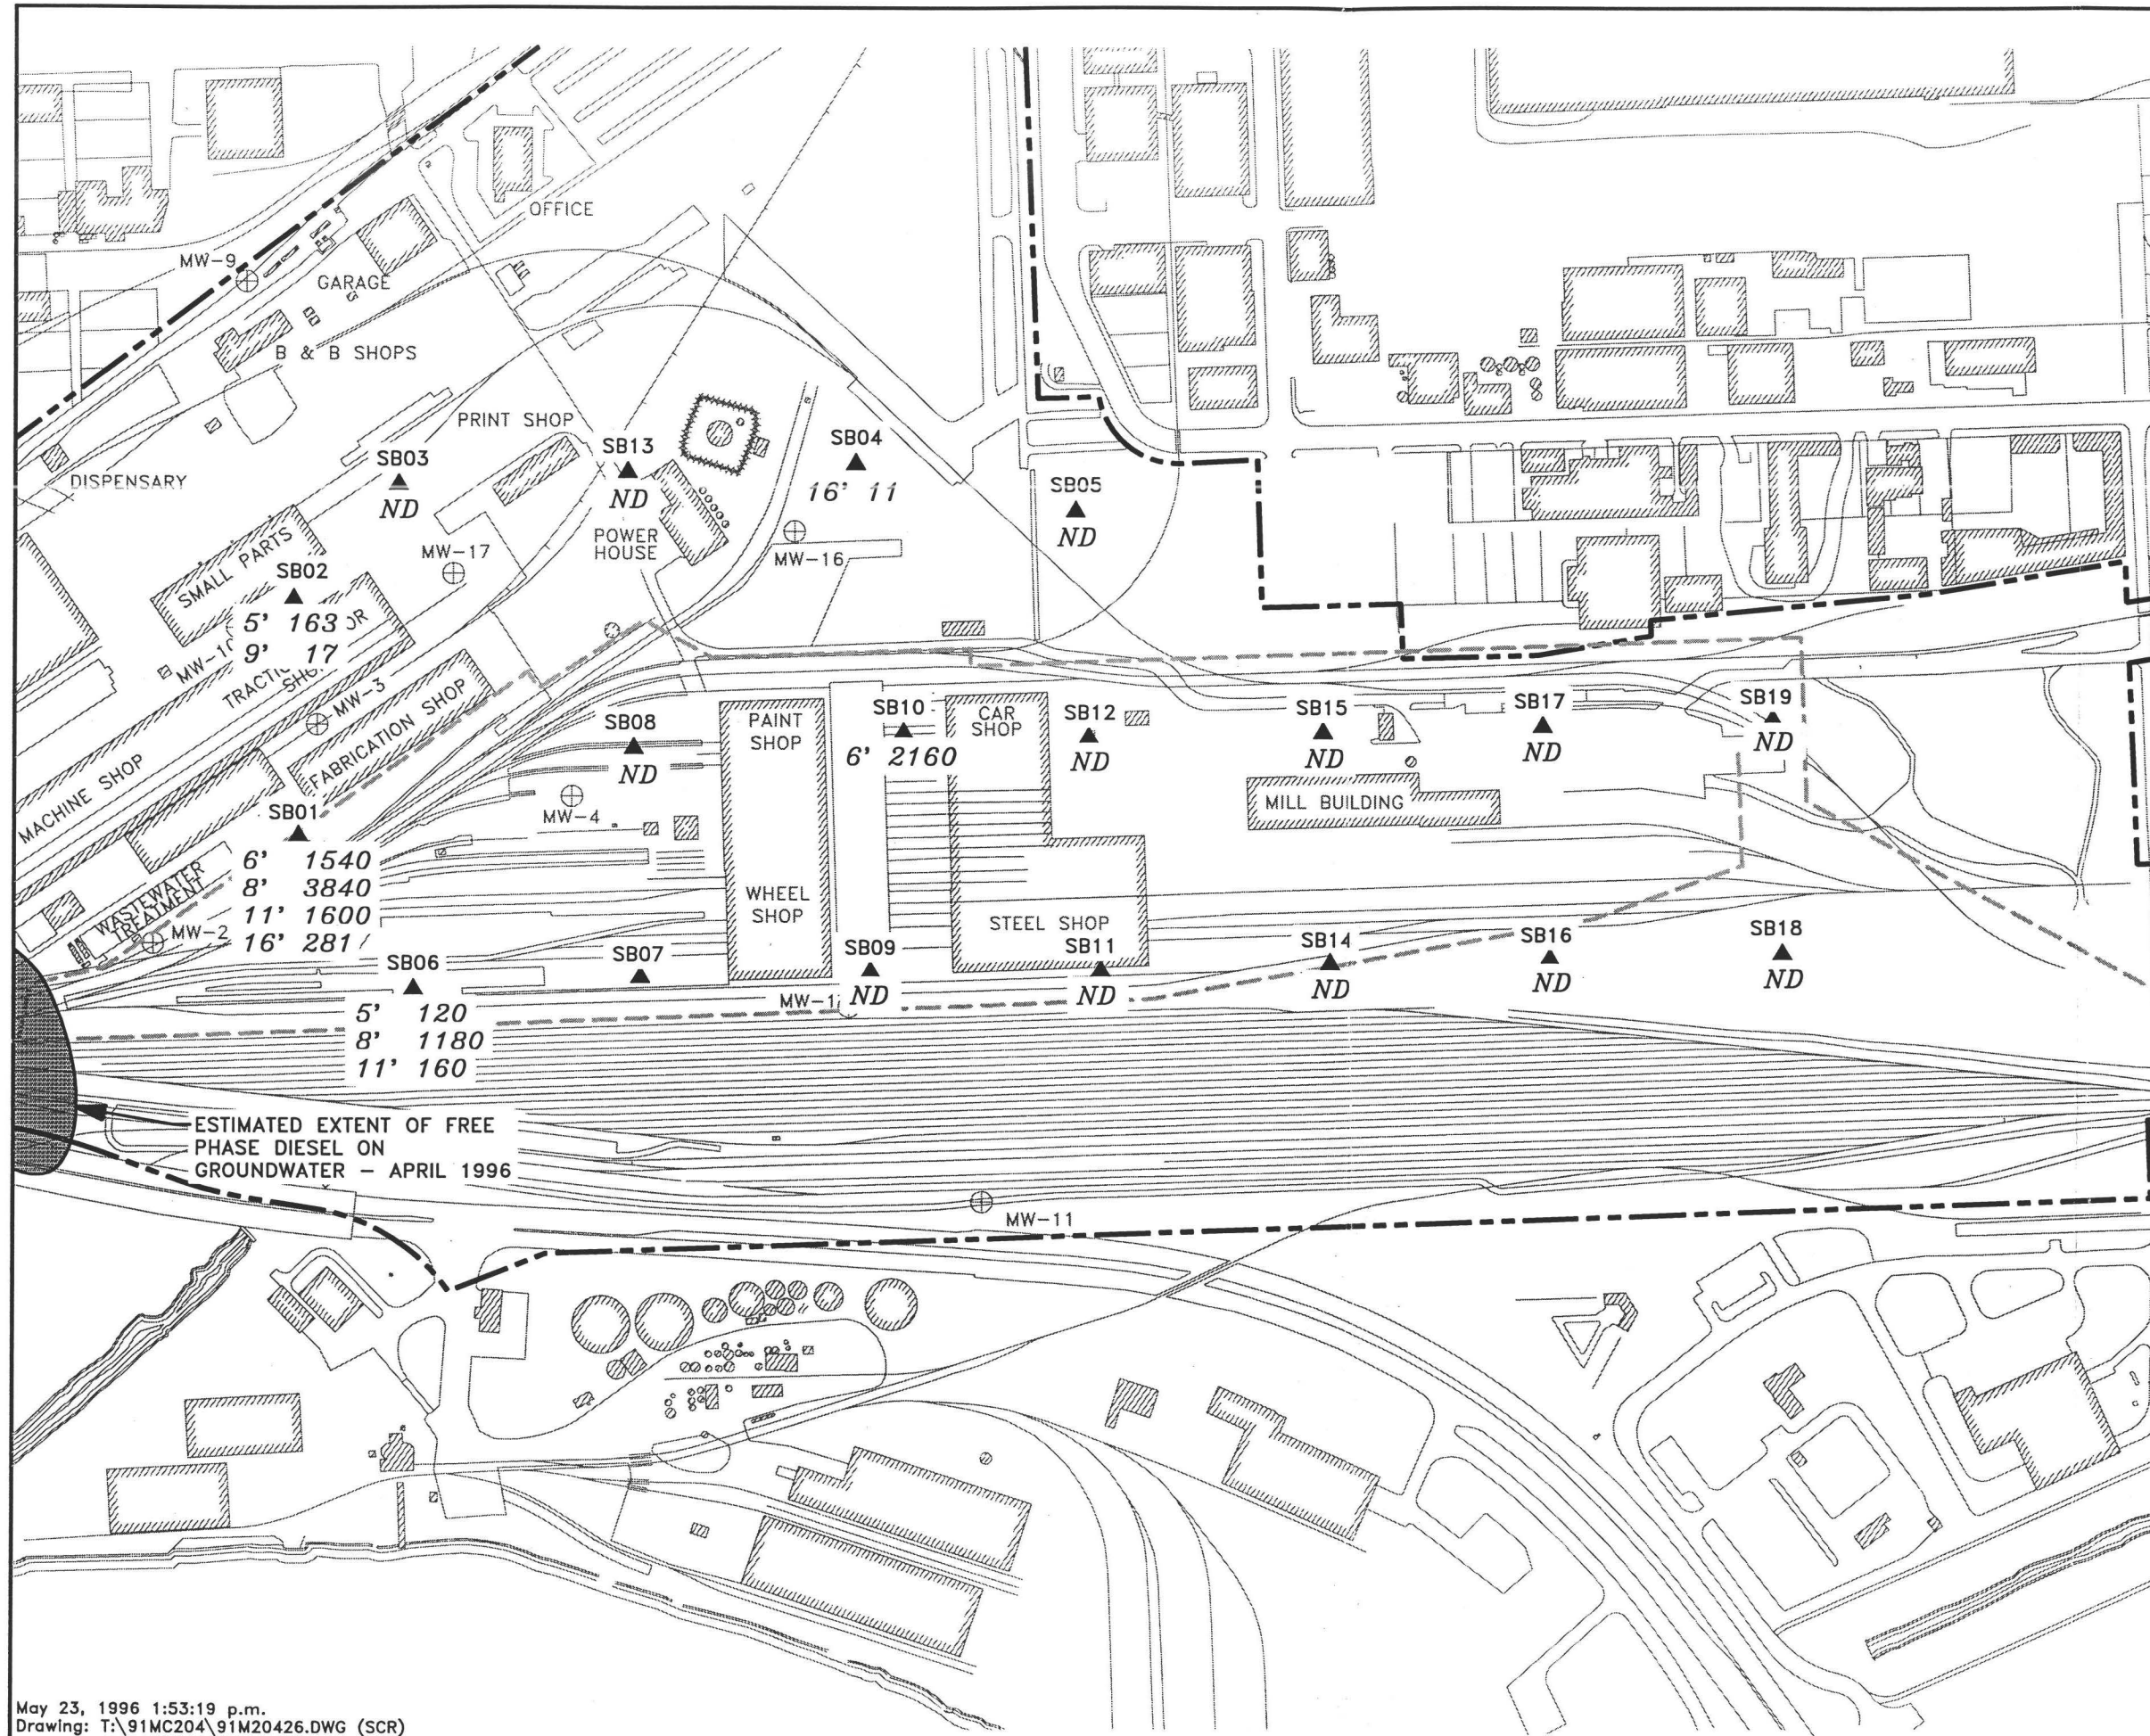 OFFICE
MW-9
GARAGE
B & B SHOPS
PRINT SHOP
SB03
ND
SB13
ND
SB04
16' 11
DISPENSARY
SB05
ND
POWER
HOUSE
MW-17
MW-16
SMALL PARTS
SB02
5' 163
9' 17
MW-3
FABRICATION SHOP
MACHINE SHOP
SB08
ND
PAINT
SHOP
SB10
6' 2160
CAR
SHOP
SB12
ND
SB15
ND
SB17
ND
SB19
ND
MW-4
MILL BUILDING
SB01
6' 1540
8' 3840
11' 1600
16' 281
WASTEWATER
TREATMENT
MW-2
WHEEL
SHOP
STEEL SHOP
SB06
5' 120
8' 1180
11' 160
SB07
SB09
ND
SB11
ND
SB14
ND
SB16
ND
SB18
ND
ESTIMATED EXTENT OF FREE
PHASE DIESEL ON
GROUNDWATER – APRIL 1996
MW-11
May 23, 1996 1:53:19 p.m.
Drawing: T:\91MC204\91M20426.DWG (SCR)